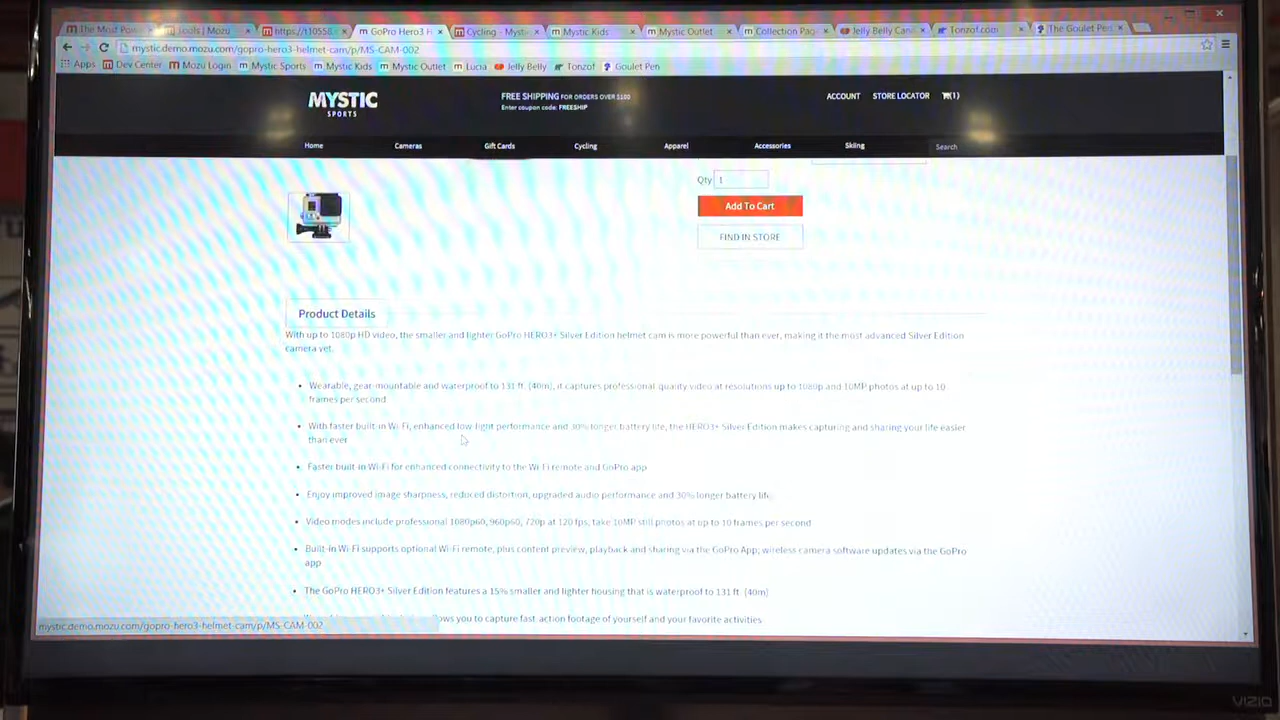 The Most Pow
Tools | Mozu
https://t10558.
GoPro Hero3 H
Cycling - Mystic
Mystic Kids
Mystic Outlet
Collection Pag
Jelly Belly Can
Tonzof.com
The Goulet Pen
mystic.demo.mozu.com/gopro-hero3-helmet-cam/p/MS-CAM-002
Apps Dev Center Mozu Login Mystic Sports Mystic Kids Mystic Outlet Lucia Jelly Belly Tonzof Goulet Pen
MYSTIC
SPORTS
FREE SHIPPING FOR ORDERS OVER $100
Enter coupon code: FREESHIP
ACCOUNT STORE LOCATOR (1)
Home Cameras Gift Cards Cycling Apparel Accessories Skiing Search
Qty 1
Add To Cart
FIND IN STORE
Product Details
With up to 1080p HD video, the smaller and lighter GoPro HERO3+ Silver Edition helmet cam is more powerful than ever, making it the most advanced Silver Edition
camera yet.
Wearable, gear-mountable and waterproof to 131 ft. (40m), it captures professional quality video at resolutions up to 1080p and 10MP photos at up to 10
frames per second
With faster built-in Wi-Fi, enhanced low-light performance and 30% longer battery life, the HERO3+ Silver Edition makes capturing and sharing your life easier
than ever
Faster built-in Wi-Fi for enhanced connectivity to the Wi-Fi remote and GoPro app
Enjoy improved image sharpness, reduced distortion, upgraded audio performance and 30% longer battery life
Video modes include professional 1080p60, 960p60, 720p at 120 fps; take 10MP still photos at up to 10 frames per second
Built-in Wi-Fi supports optional Wi-Fi remote, plus content preview, playback and sharing via the GoPro App; wireless camera software updates via the GoPro
app
The GoPro HERO3+ Silver Edition features a 15% smaller and lighter housing that is waterproof to 131 ft. (40m)
ows you to capture fast-action footage of yourself and your favorite activities
mystic.demo.mozu.com/gopro-hero3-helmet-cam/p/MS-CAM-002
VIZIO